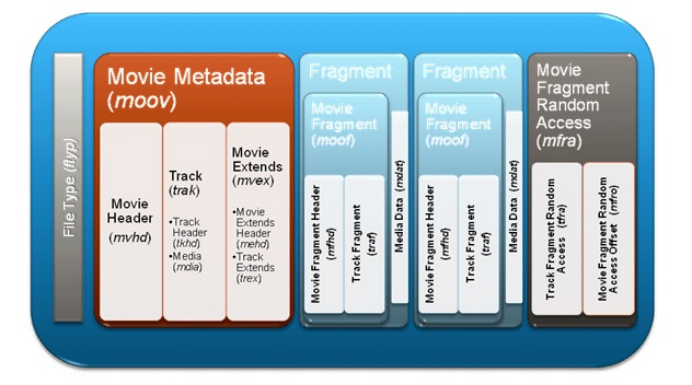 File Type (ftyp)
Movie Metadata
(moov)
Movie
Header
(mvhd)
Track
(trak)
•Track
Header
(tkhd)
•Media
(mdia)
Movie
Extends
(mvex)
•Movie
Extends
Header
(mehd)
•Track
Extends
(trex)
Fragment
Movie
Fragment
(moof)
Movie Fragment Header
(mfhd)
Track Fragment
(traf)
Media Data (mdat)
Fragment
Movie
Fragment
(moof)
Movie Fragment Header
(mfhd)
Track Fragment
(traf)
Media Data (mdat)
Movie
Fragment
Random
Access
(mfra)
Track Fragment Random
Access (tfra)
Movie Fragment Random
Access Offset (mfro)